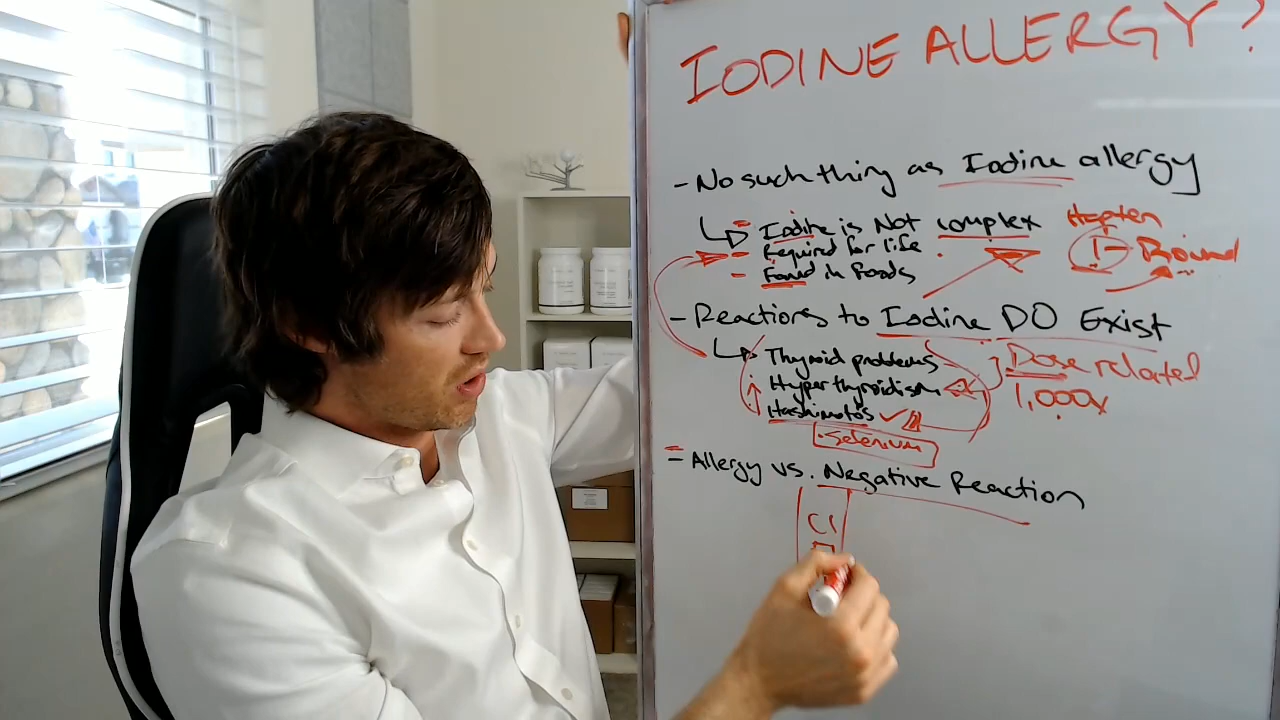 IODINE ALLERGY?
- No such thing as Iodine allergy
- Iodine is Not complex
- Required for life
- Found in foods
Hapten
I- Bound
- Reactions to Iodine DO Exist
Thyroid problems
Hyperthyroidism
Hashimoto's ✓
• Selenium
Dose related
1,000x
- Allergy vs. Negative Reaction
Cl